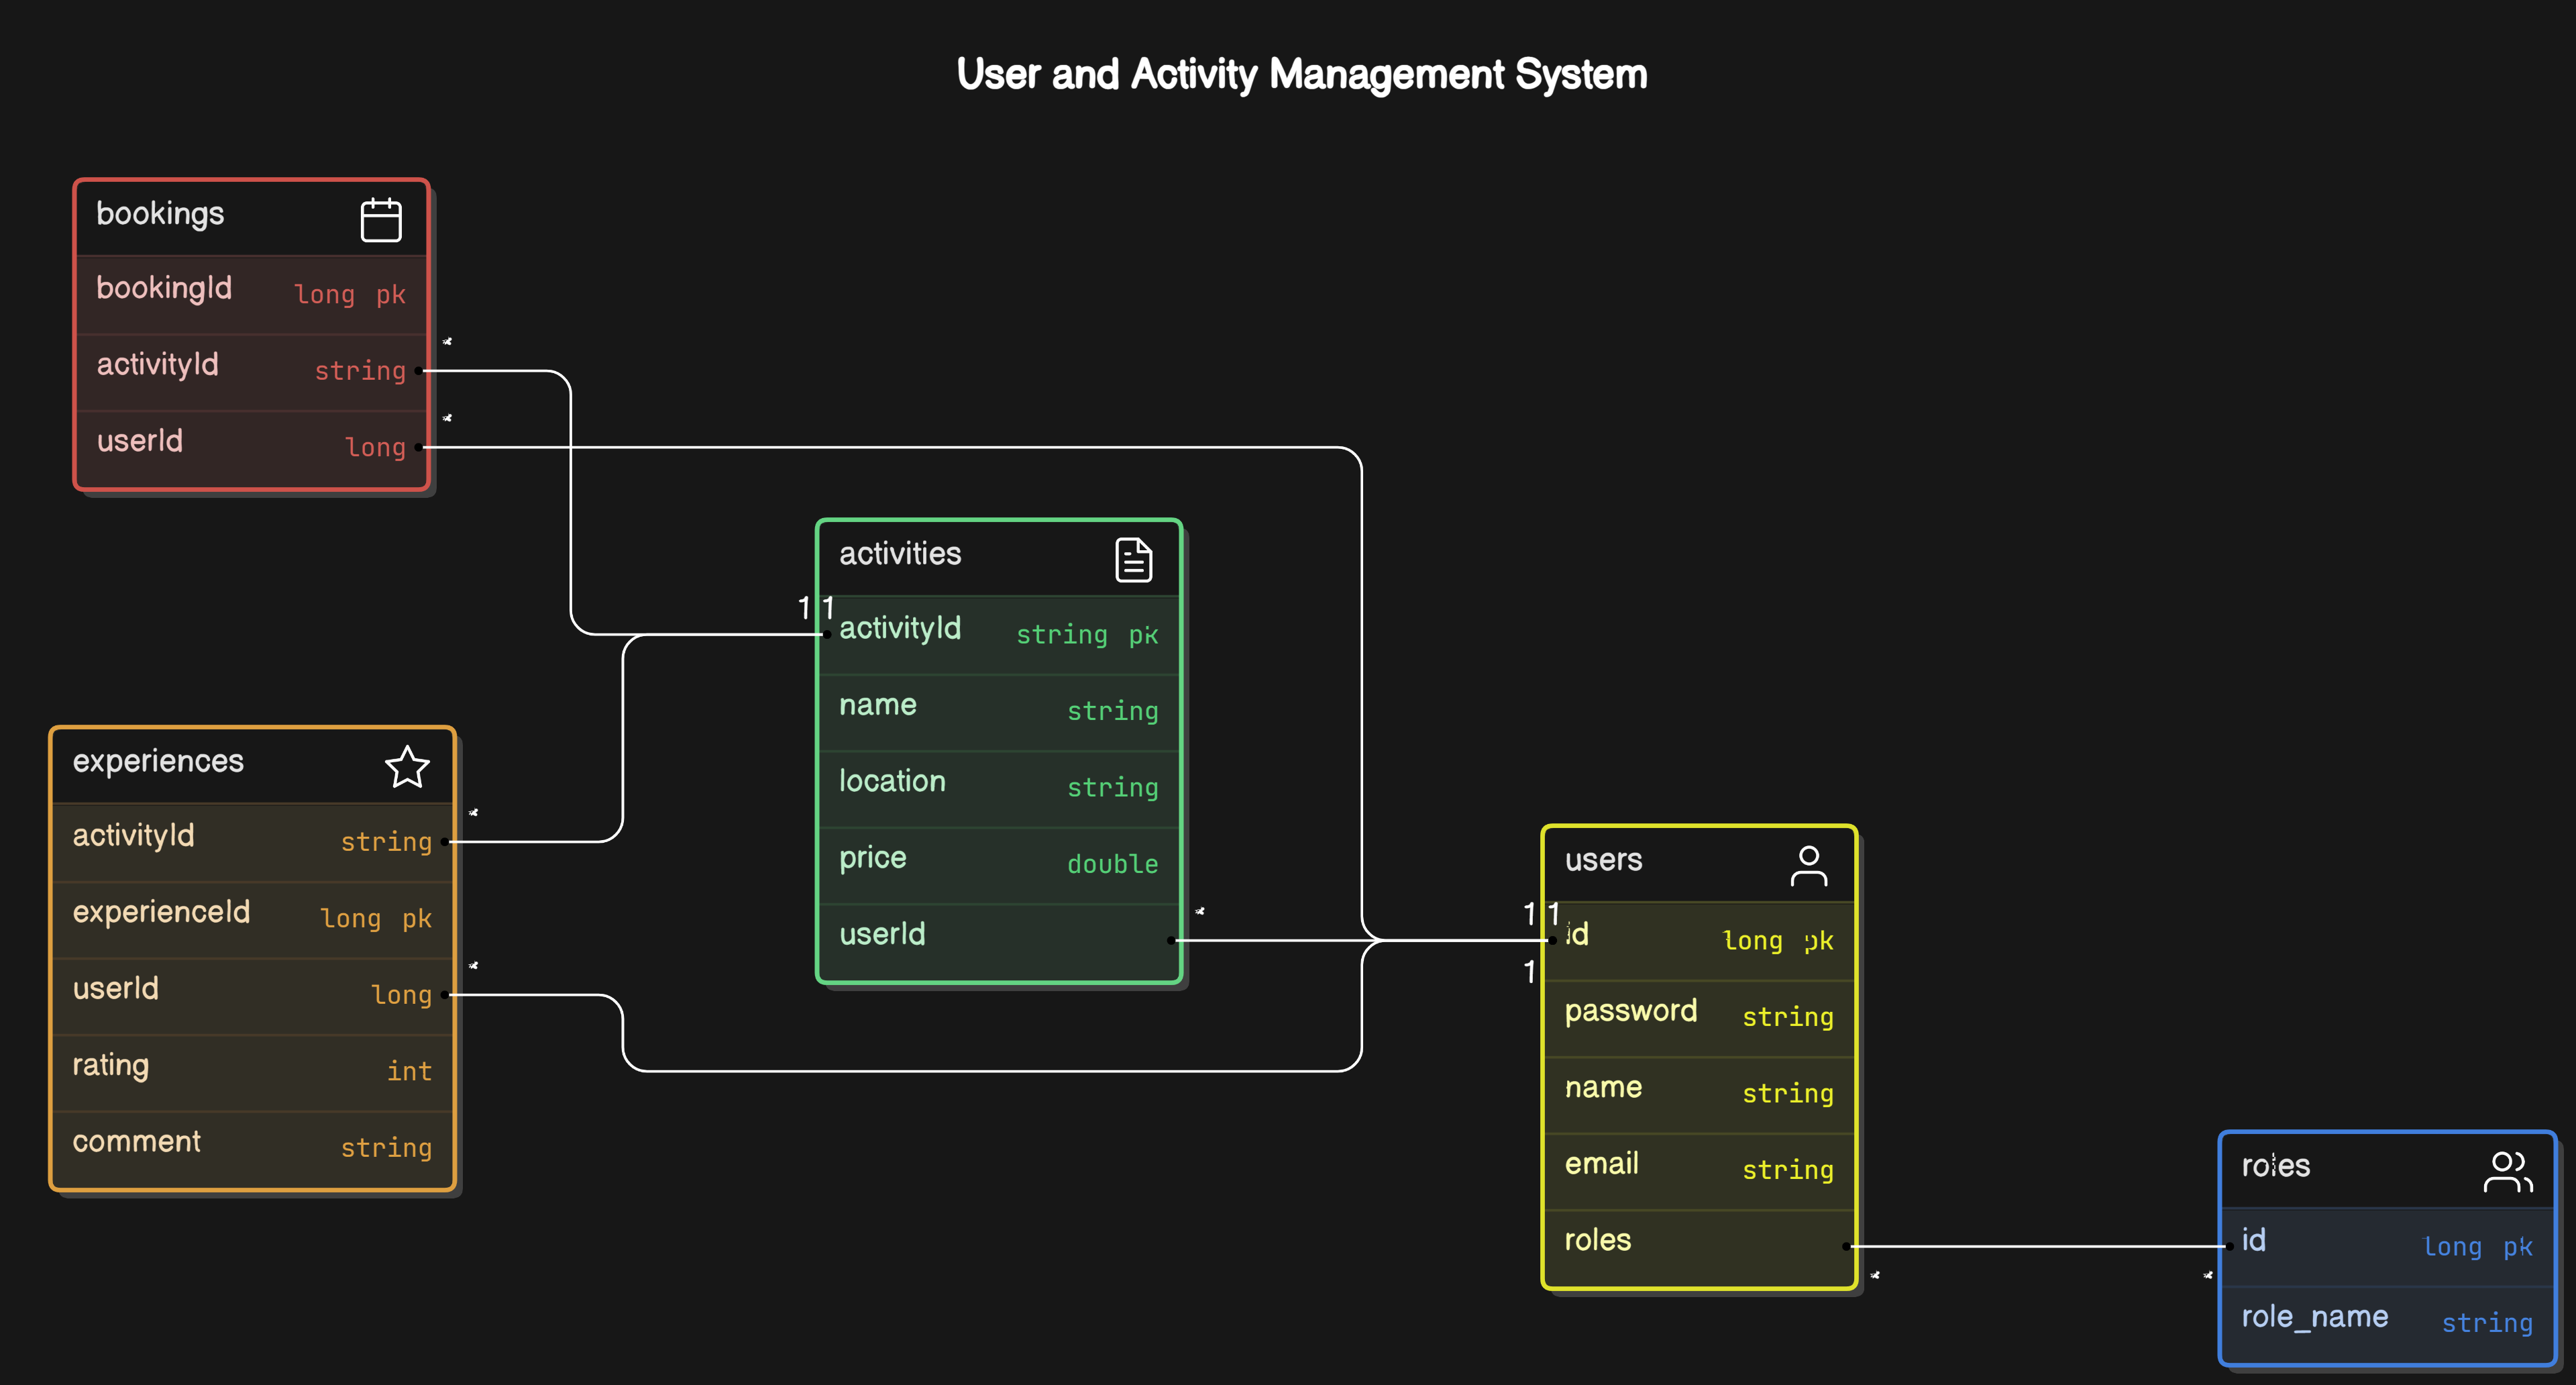 User and Activity Management System
bookings
bookingId long pk
*
activityId string
*
userId long
activities
1 1
activityId string pk
name string
location string
price double
*
userId
experiences
*
activityId string
experienceId long pk
*
userId long
rating int
comment string
users
1 1
id long pk
1
password string
name string
email string
roles
* *
roles
id long pk
role_name string